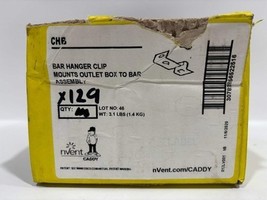 CHB
BAR HANGER CLIP
MOUNTS OUTLET BOX TO BAR
ASSEMBLY
x129
QTY:
LOT NO: 46
WT: 3.1 LBS (1.4 KG)
nVent
CADDY
nVent.com/CADDY